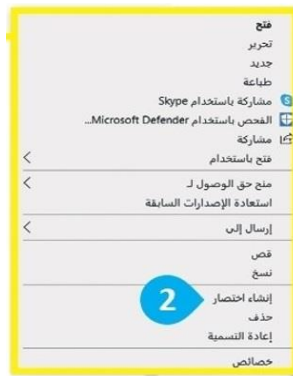 فتح
تحرير
جديد
طباعة
مشاركة باستخدام Skype
الفحص باستخدام Microsoft Defender...
مشاركة
فتح باستخدام
منح حق الوصول لـ
استعادة الإصدارات السابقة
إرسال إلى
قص
نسخ
إنشاء اختصار
2
حذف
إعادة التسمية
خصائص